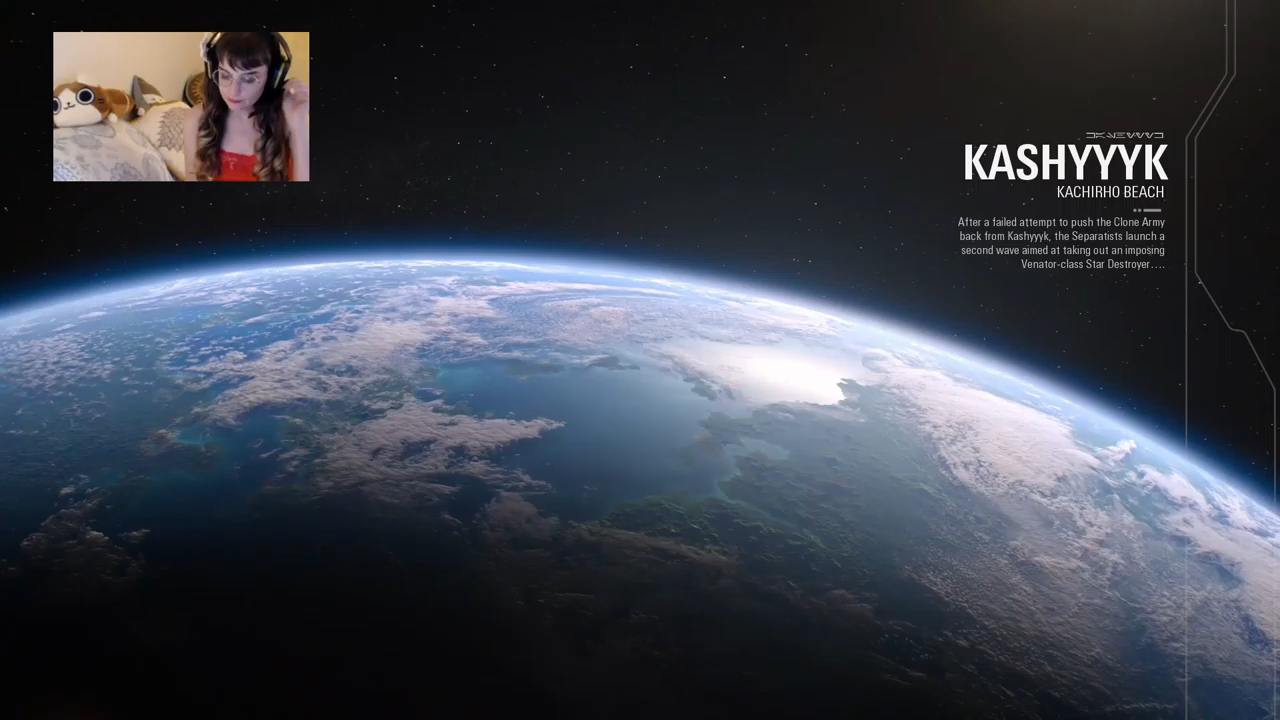 KASHYYYK
KACHIRHO BEACH
After a failed attempt to push the Clone Army
back from Kashyyyk, the Separatists launch a
second wave aimed at taking out an imposing
Venator-class Star Destroyer....